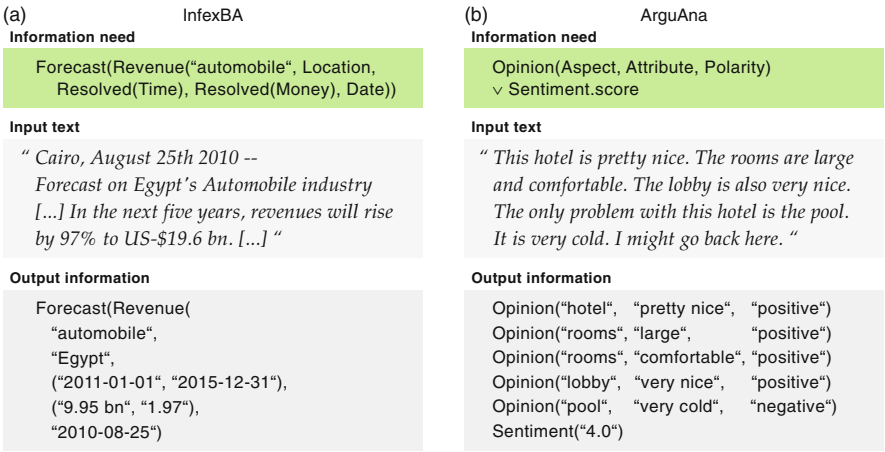 (a) InfexBA
Information need
Forecast(Revenue(“automobile“, Location,
Resolved(Time), Resolved(Money), Date))
Input text
“ Cairo, August 25th 2010 --
Forecast on Egypt's Automobile industry
[...] In the next five years, revenues will rise
by 97% to US-$19.6 bn. [...] “
Output information
Forecast(Revenue(
“automobile“,
“Egypt“,
(“2011-01-01“, “2015-12-31“),
(“9.95 bn“, “1.97“),
“2010-08-25“)
(b) ArguAna
Information need
Opinion(Aspect, Attribute, Polarity)
∨ Sentiment.score
Input text
“ This hotel is pretty nice. The rooms are large
and comfortable. The lobby is also very nice.
The only problem with this hotel is the pool.
It is very cold. I might go back here. “
Output information
Opinion(“hotel“, “pretty nice“, “positive“)
Opinion(“rooms“, “large“, “positive“)
Opinion(“rooms“, “comfortable“, “positive“)
Opinion(“lobby“, “very nice“, “positive“)
Opinion(“pool“, “very cold“, “negative“)
Sentiment(“4.0“)